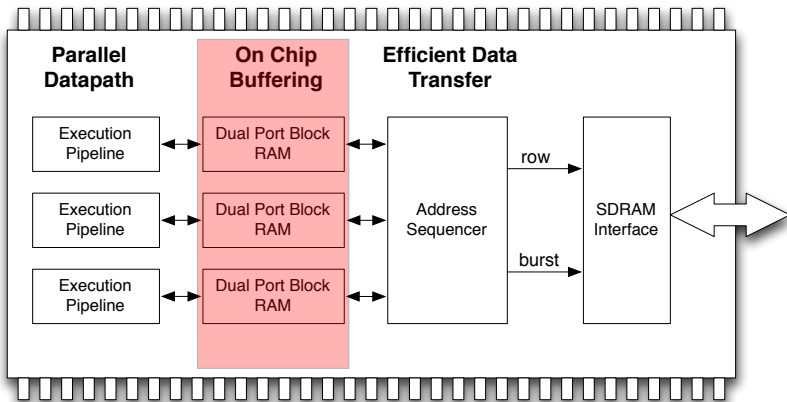 Parallel
Datapath
On Chip
Buffering
Efficient Data
Transfer
Execution
Pipeline
Dual Port Block
RAM
Execution
Pipeline
Dual Port Block
RAM
Execution
Pipeline
Dual Port Block
RAM
Address
Sequencer
row
burst
SDRAM
Interface